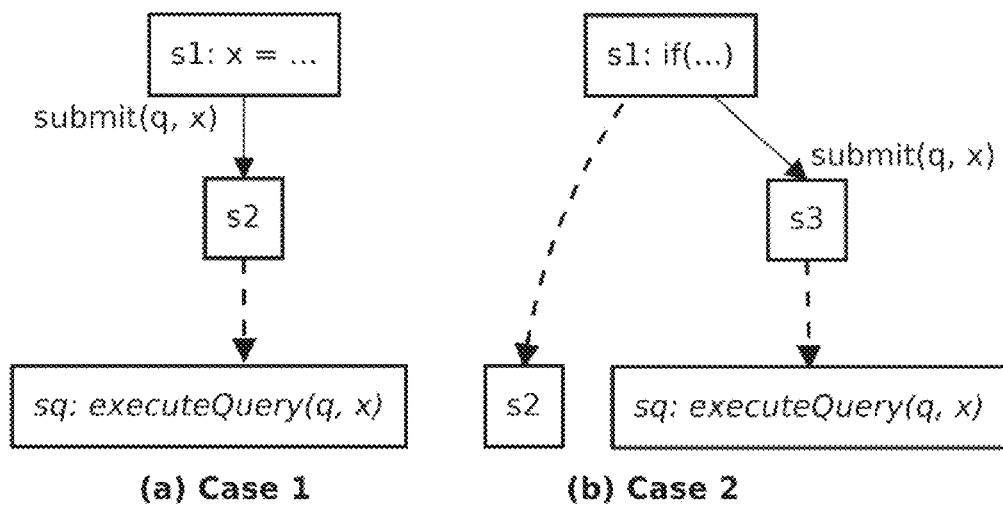 s1: x = ...
s1: if(...)
submit(q, x)
submit(q, x)
s2
s3
sq: executeQuery(q, x)
s2
sq: executeQuery(q, x)
(a) Case 1
(b) Case 2